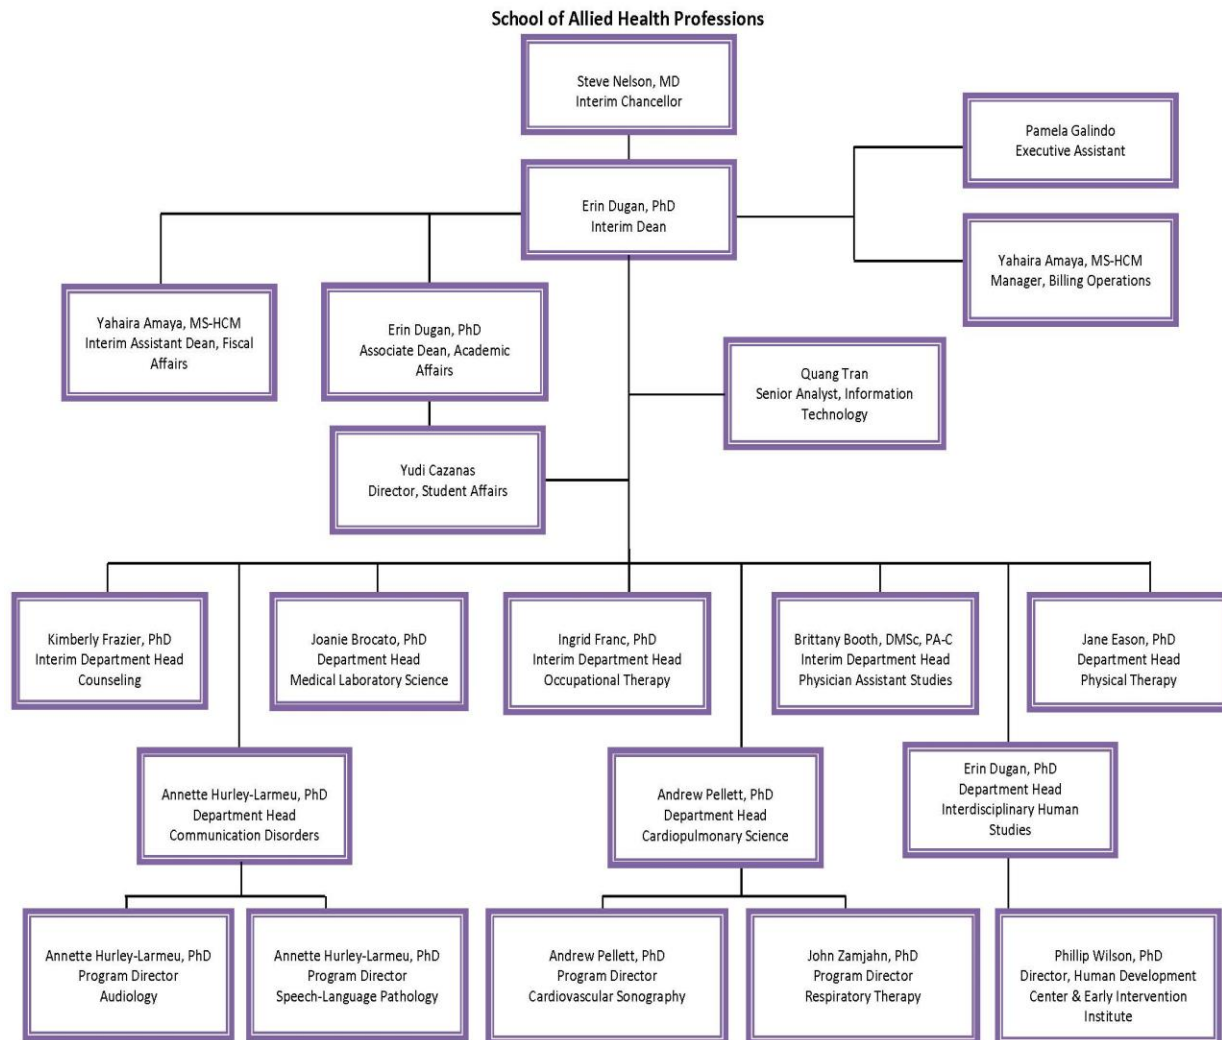 School of Allied Health Professions
Steve Nelson, MD
Interim Chancellor
Pamela Galindo
Executive Assistant
Erin Dugan, PhD
Interim Dean
Yahaira Amaya, MS-HCM
Manager, Billing Operations
Yahaira Amaya, MS-HCM
Interim Assistant Dean, Fiscal
Affairs
Erin Dugan, PhD
Associate Dean, Academic
Affairs
Quang Tran
Senior Analyst, Information
Technology
Yudi Cazanas
Director, Student Affairs
Kimberly Frazier, PhD
Interim Department Head
Counseling
Joanie Brocato, PhD
Department Head
Medical Laboratory Science
Ingrid Franc, PhD
Interim Department Head
Occupational Therapy
Brittany Booth, DMSc, PA-C
Interim Department Head
Physician Assistant Studies
Jane Eason, PhD
Department Head
Physical Therapy
Annette Hurley-Larmeu, PhD
Department Head
Communication Disorders
Andrew Pellett, PhD
Department Head
Cardiopulmonary Science
Erin Dugan, PhD
Department Head
Interdisciplinary Human
Studies
Annette Hurley-Larmeu, PhD
Program Director
Audiology
Annette Hurley-Larmeu, PhD
Program Director
Speech-Language Pathology
Andrew Pellett, PhD
Program Director
Cardiovascular Sonography
John Zamjahn, PhD
Program Director
Respiratory Therapy
Phillip Wilson, PhD
Director, Human Development
Center & Early Intervention
Institute